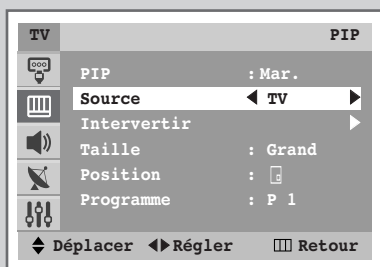 TV PIP
PIP : Mar.
Source ◀ TV ▶
Intervertir ▶
Taille : Grand
Position :
Programme : P 1
Déplacer Régler Retour